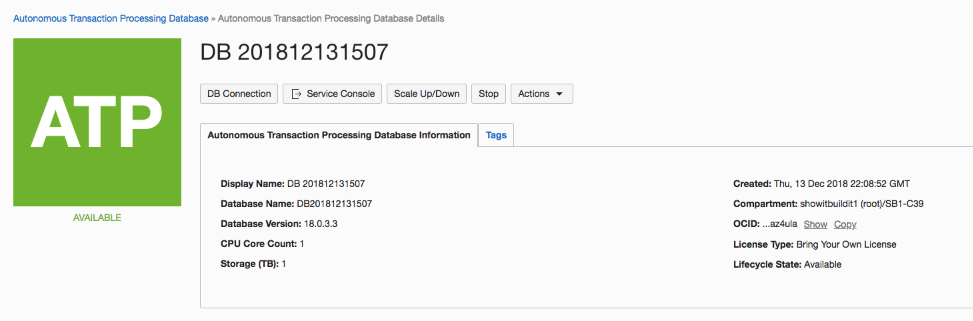 Autonomous Transaction Processing Database » Autonomous Transaction Processing Database Details
ATP
AVAILABLE
DB 201812131507
DB Connection Service Console Scale Up/Down Stop Actions
Autonomous Transaction Processing Database Information Tags
Display Name: DB 201812131507
Database Name: DB201812131507
Database Version: 18.0.3.3
CPU Core Count: 1
Storage (TB): 1
Created: Thu, 13 Dec 2018 22:08:52 GMT
Compartment: showitbuildit1 (root)/SB1-C39
OCID: ...az4ula Show Copy
License Type: Bring Your Own License
Lifecycle State: Available